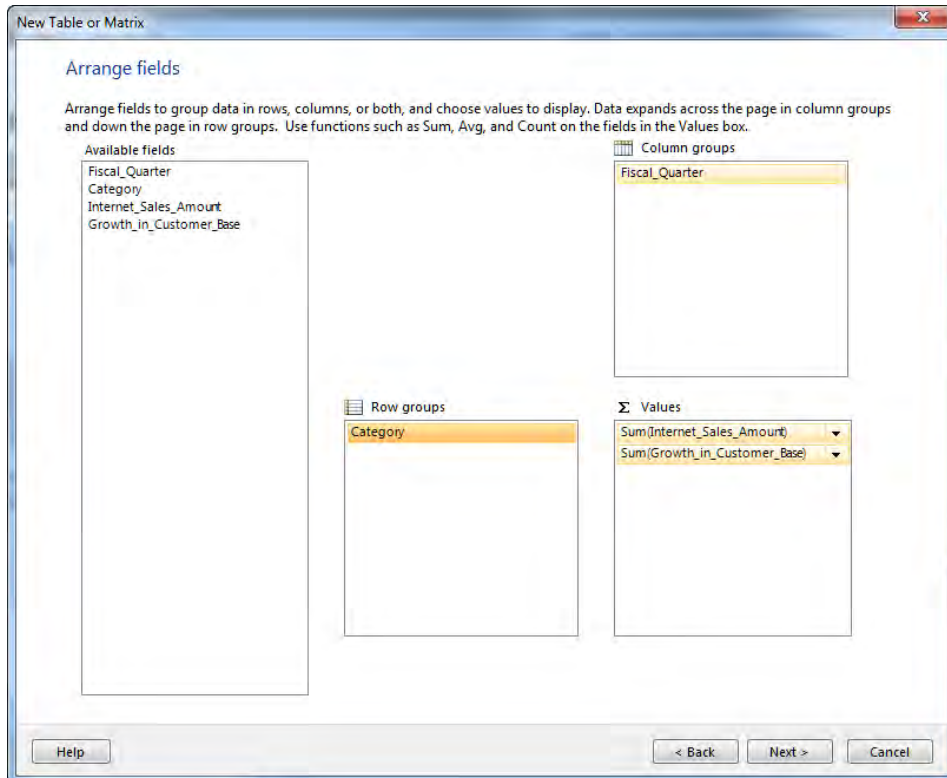 New Table or Matrix
Arrange fields
Arrange fields to group data in rows, columns, or both, and choose values to display. Data expands across the page in column groups
and down the page in row groups.  Use functions such as Sum, Avg, and Count on the fields in the Values box.
Available fields
Fiscal_Quarter
Category
Internet_Sales_Amount
Growth_in_Customer_Base
Column groups
Fiscal_Quarter
Row groups
Category
Σ Values
Sum(Internet_Sales_Amount)
Sum(Growth_in_Customer_Base)
Help
< Back
Next >
Cancel